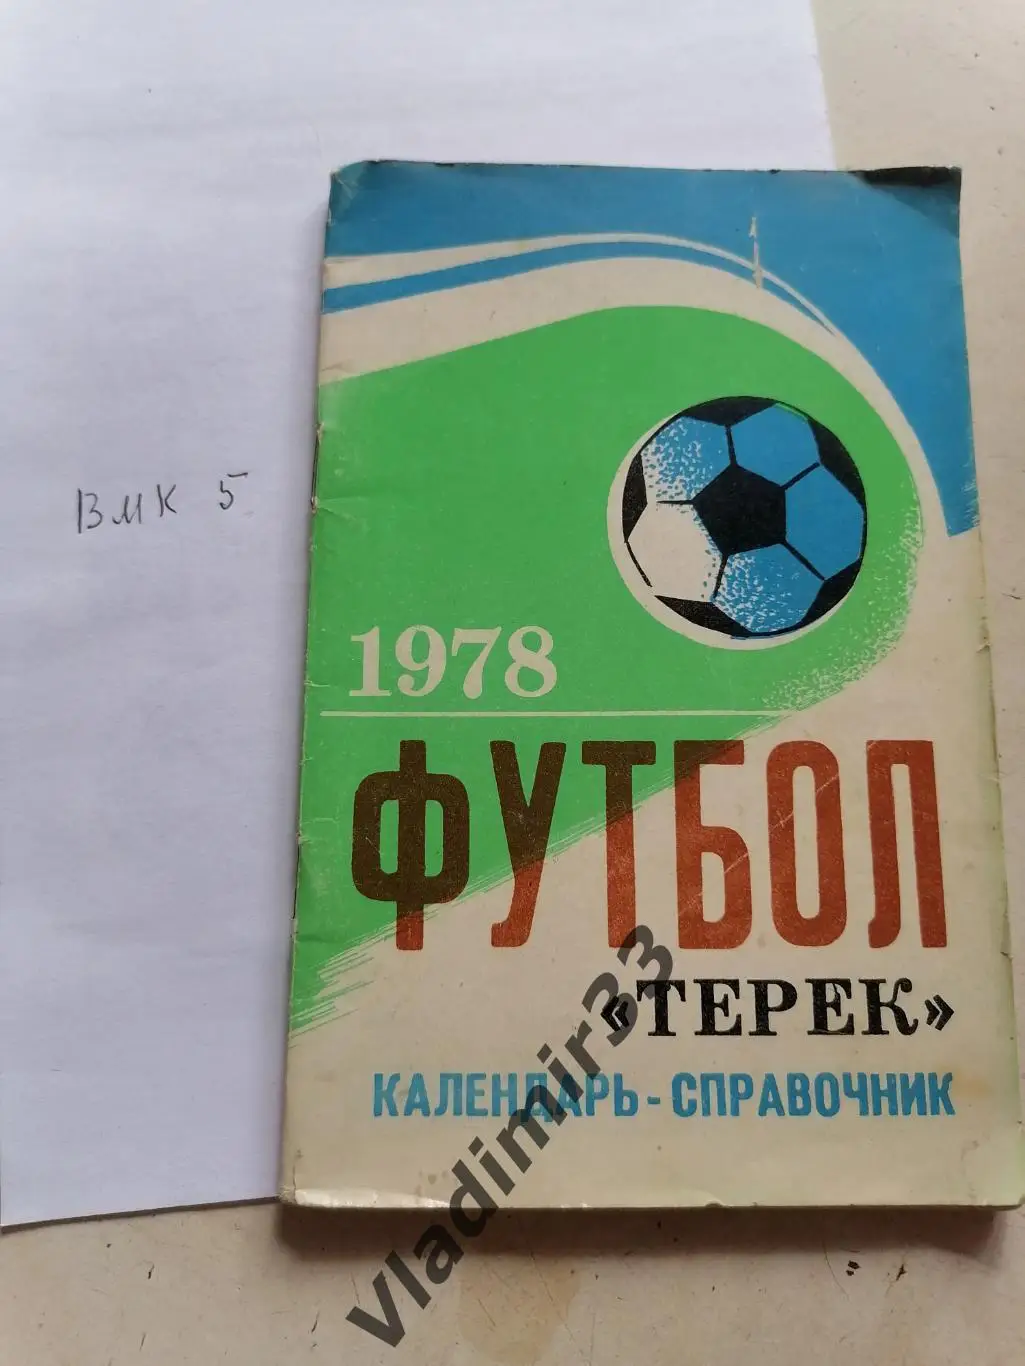 ВМК 5
1978
ФУТБОЛ
«ТЕРЕК»
КАЛЕНДАРЬ-СПРАВОЧНИК
vladimir33